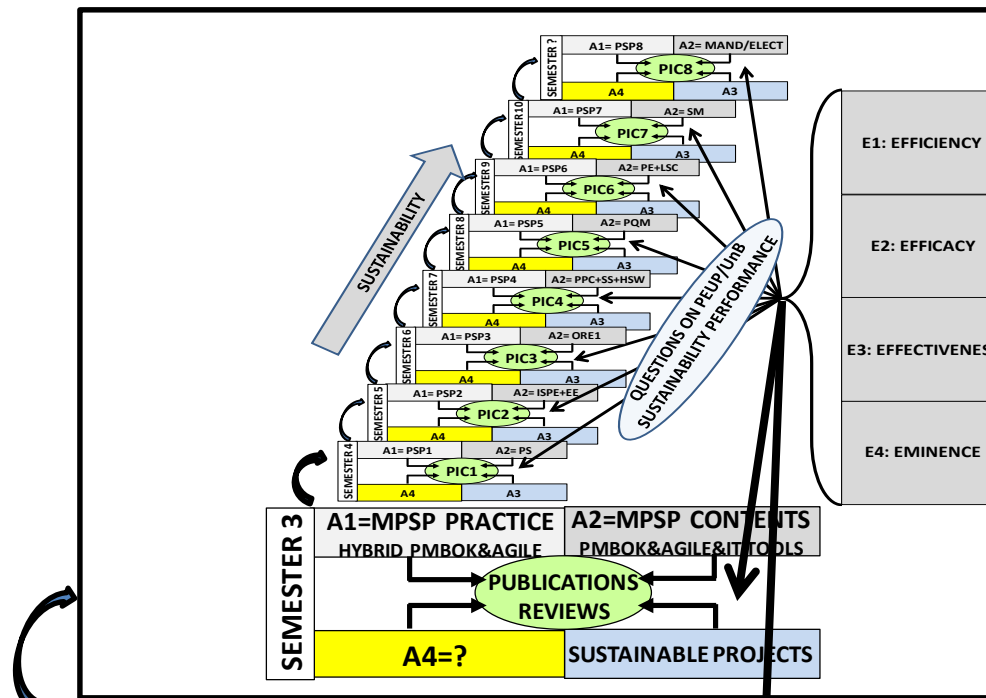 SEMESTER ?
A1= PSP8
A2= MAND/ELECT
PIC8
A4
A3
SEMESTER 10
A1= PSP7
A2= SM
PIC7
A4
A3
SEMESTER 9
A1= PSP6
A2= PE+LSC
PIC6
A4
A3
SEMESTER 8
A1= PSP5
A2= PQM
PIC5
A4
A3
SEMESTER 7
A1= PSP4
A2= PPC+SS+HSW
PIC4
A4
A3
SEMESTER 6
A1= PSP3
A2= ORE1
PIC3
A4
A3
SEMESTER 5
A1= PSP2
A2= ISPE+EE
PIC2
A4
A3
SEMESTER 4
A1= PSP1
A2= PS
PIC1
A4
A3
SEMESTER 3
A1=MPSP PRACTICE
HYBRID PMBOK&AGILE
A2=MPSP CONTENTS
PMBOK&AGILE&IT TOOLS
PUBLICATIONS
REVIEWS
A4=?
SUSTAINABLE PROJECTS
SUSTAINABILITY
QUESTIONS ON PEUP/UnB
SUSTAINABILITY PERFORMANCE
E1: EFFICIENCY
E2: EFFICACY
E3: EFFECTIVENES
E4: EMINENCE